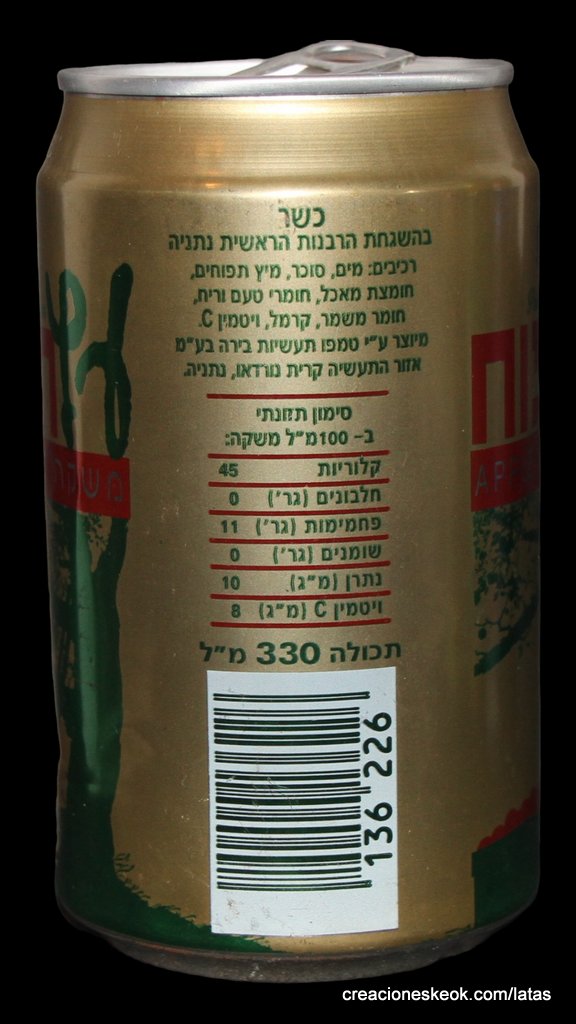 כשר
בהשגחת הרבנות הראשית נתניה
רכיבים: מים, סוכר, מיץ תפוחים,
חומצת מאכל, חומרי טעם וריח,
חומר משמר, קרמל, ויטמין C.
מיוצר ע״י טמפו תעשיות בירה בע״מ
אזור התעשיה קרית נורדאו, נתניה.
סימון תזונתי
ב- 100מ״ל משקה:
קלוריות 45
חלבונים (גר׳) 0
פחמימות (גר׳) 11
שומנים (גר׳) 0
נתרן (מ״ג) 10
ויטמין C (מ״ג) 8
תכולה 330 מ״ל
136 226
משקה
creacioneskeok.com/latas